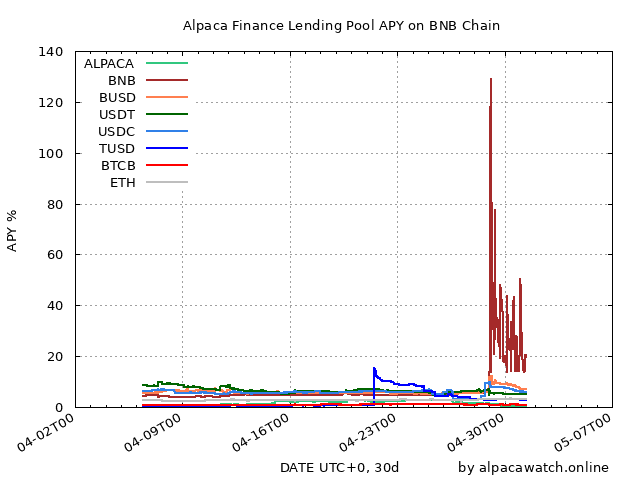 Alpaca Finance Lending Pool APY on BNB Chain
140
120
100
80
60
40
20
0
APY %
ALPACA
BNB
BUSD
USDT
USDC
TUSD
BTCB
ETH
04-02T00
04-09T00
04-16T00
04-23T00
04-30T00
05-07T00
DATE UTC+0, 30d
by alpacawatch.online